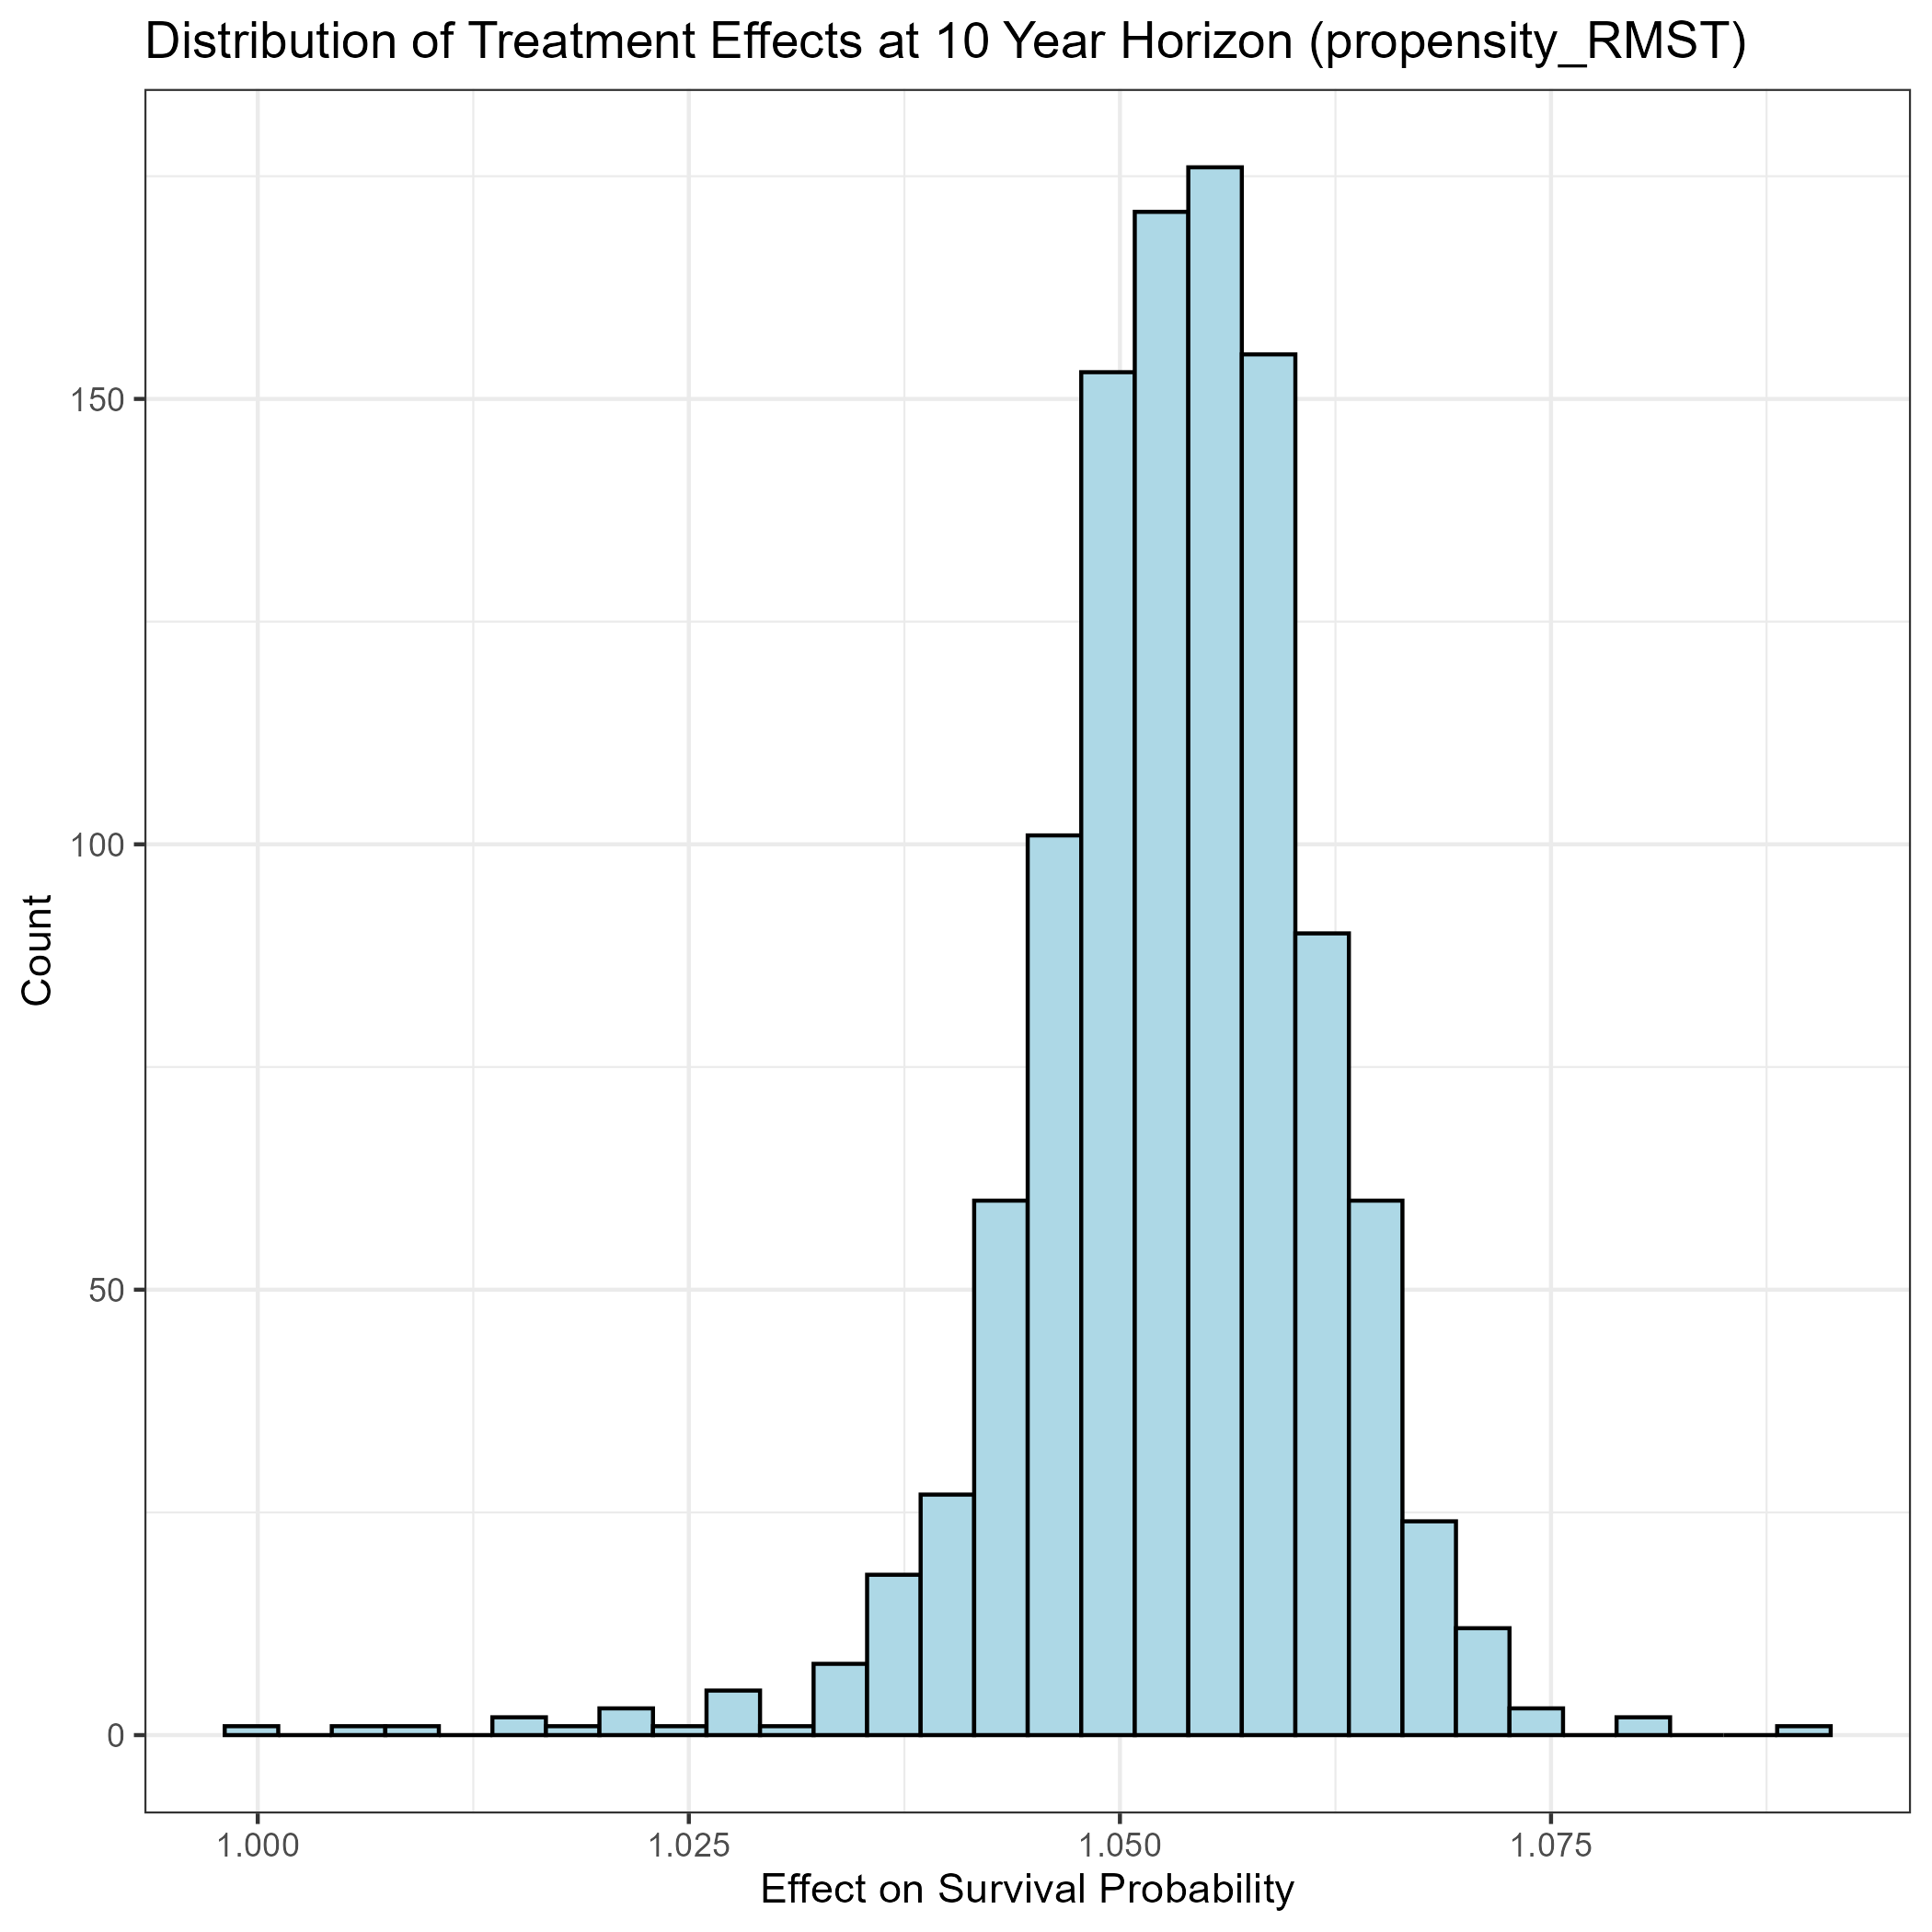 Distribution of Treatment Effects at 10 Year Horizon (propensity_RMST)
150
100
50
0
Count
1.000
1.025
1.050
1.075
Effect on Survival Probability